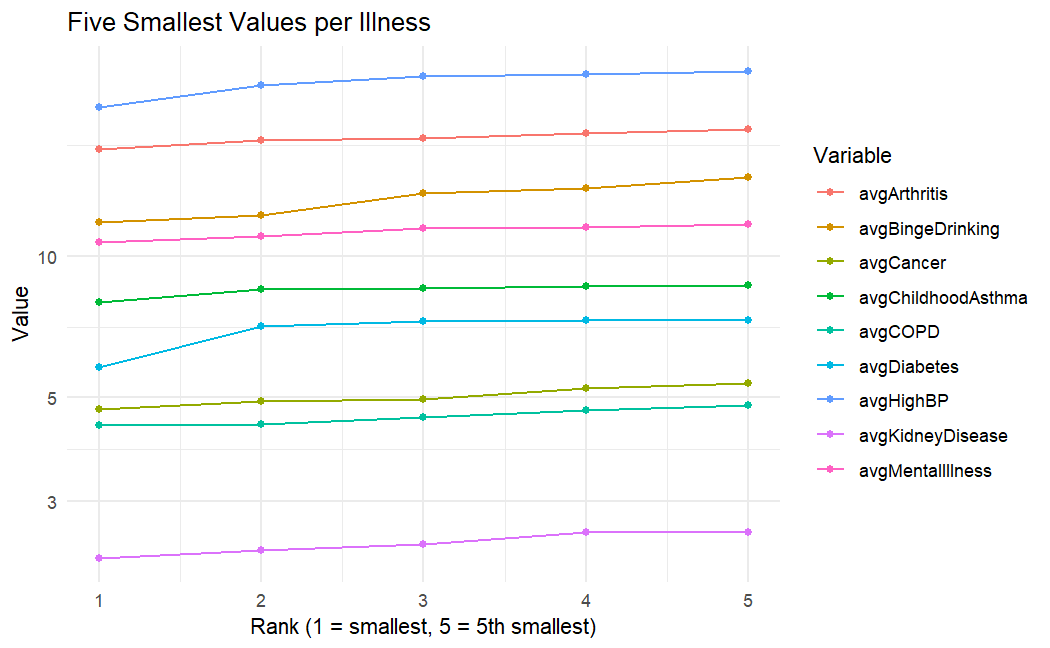 Five Smallest Values per Illness
Value
10
5
3
1 2 3 4 5
Rank (1 = smallest, 5 = 5th smallest)
Variable
avgArthritis
avgBingeDrinking
avgCancer
avgChildhoodAsthma
avgCOPD
avgDiabetes
avgHighBP
avgKidneyDisease
avgMentalIllness